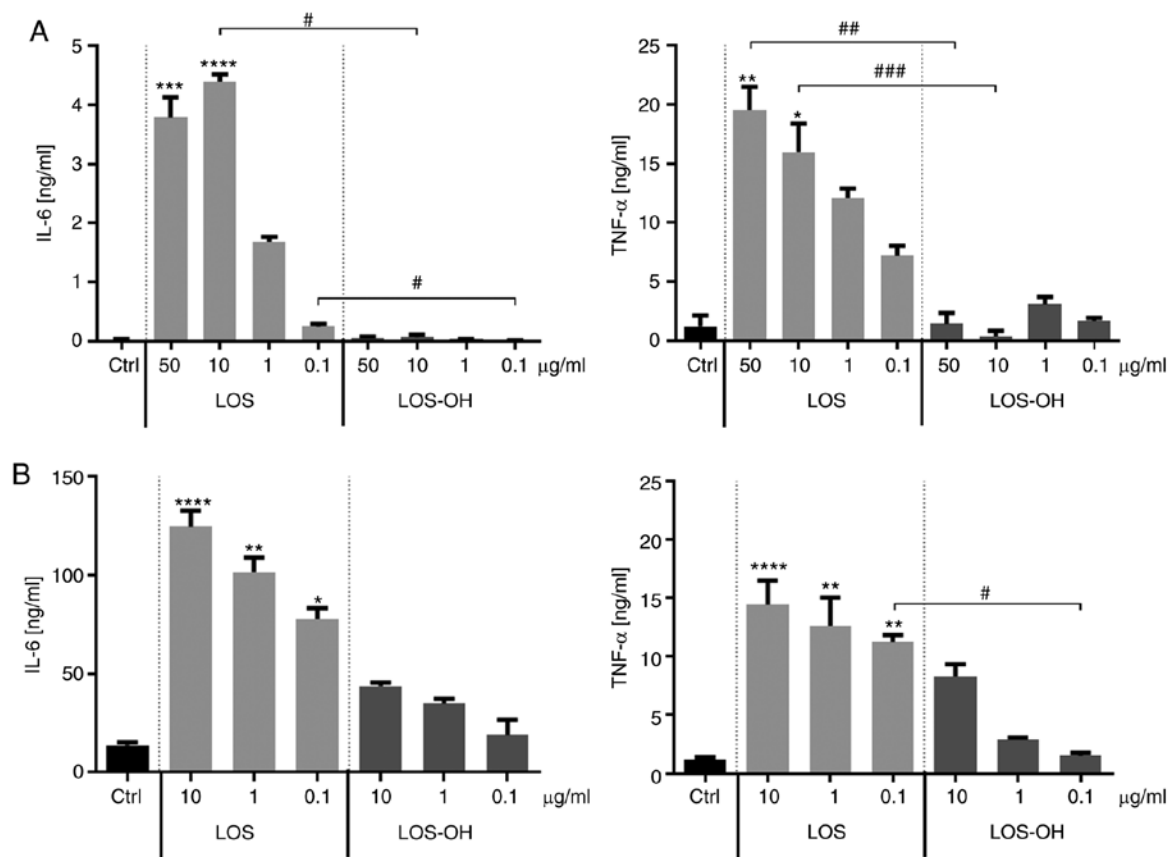 A
#
IL-6 [ng/ml]
5
4
3
2
1
0
***
****
#
Ctrl 50 10 1 0.1 50 10 1 0.1 µg/ml
LOS LOS-OH
##
###
TNF-α [ng/ml]
25
20
15
10
5
0
**
*
Ctrl 50 10 1 0.1 50 10 1 0.1 µg/ml
LOS LOS-OH
B
IL-6 [ng/ml]
150
100
50
0
****
**
*
Ctrl 10 1 0.1 10 1 0.1 µg/ml
LOS LOS-OH
TNF-α [ng/ml]
25
20
15
10
5
0
****
**
**
#
Ctrl 10 1 0.1 10 1 0.1 µg/ml
LOS LOS-OH